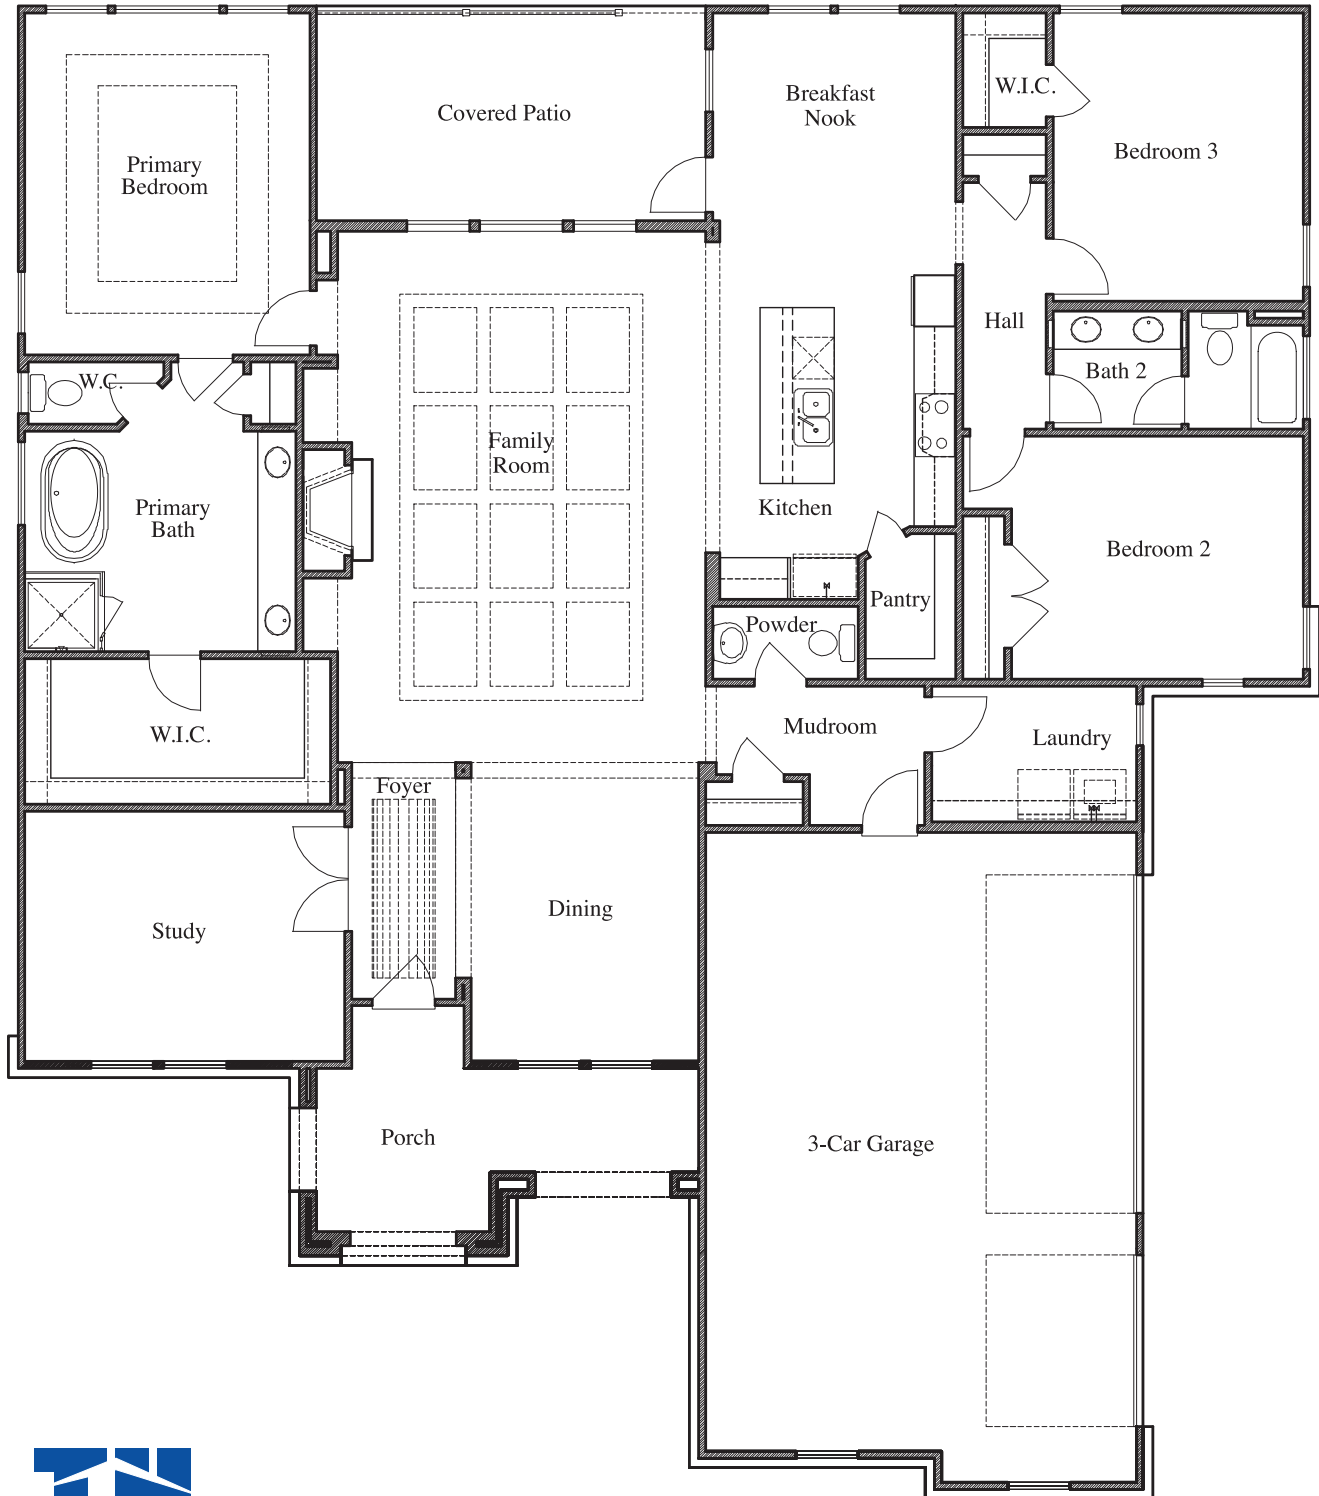 Covered Patio
Breakfast
Nook
W.I.C.
Bedroom 3
Primary
Bedroom
Hall
Bath 2
W.C.
Family
Room
Primary
Bath
Kitchen
Bedroom 2
Pantry
Powder
W.I.C.
Mudroom
Laundry
Foyer
Study
Dining
Porch
3-Car Garage